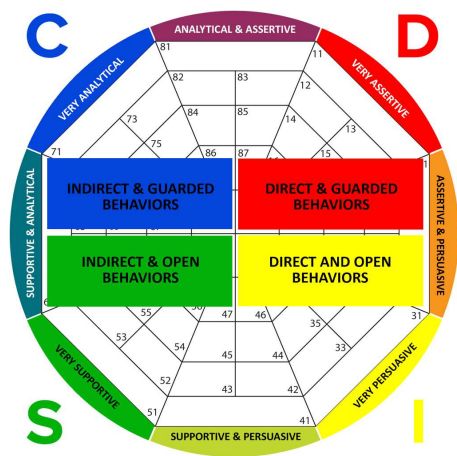 C
D
ANALYTICAL & ASSERTIVE
81
11
VERY ANALYTICAL
VERY ASSERTIVE
82
83
12
73
84
85
14
13
75
86
87
15
71
SUPPORTIVE & ANALYTICAL
INDIRECT & GUARDED
BEHAVIORS
DIRECT & GUARDED
BEHAVIORS
ASSERTIVE & PERSUASIVE
INDIRECT & OPEN
BEHAVIORS
DIRECT AND OPEN
BEHAVIORS
55
47
46
31
53
54
35
33
45
44
52
43
42
51
41
VERY SUPPORTIVE
VERY PERSUASIVE
S
SUPPORTIVE & PERSUASIVE
I